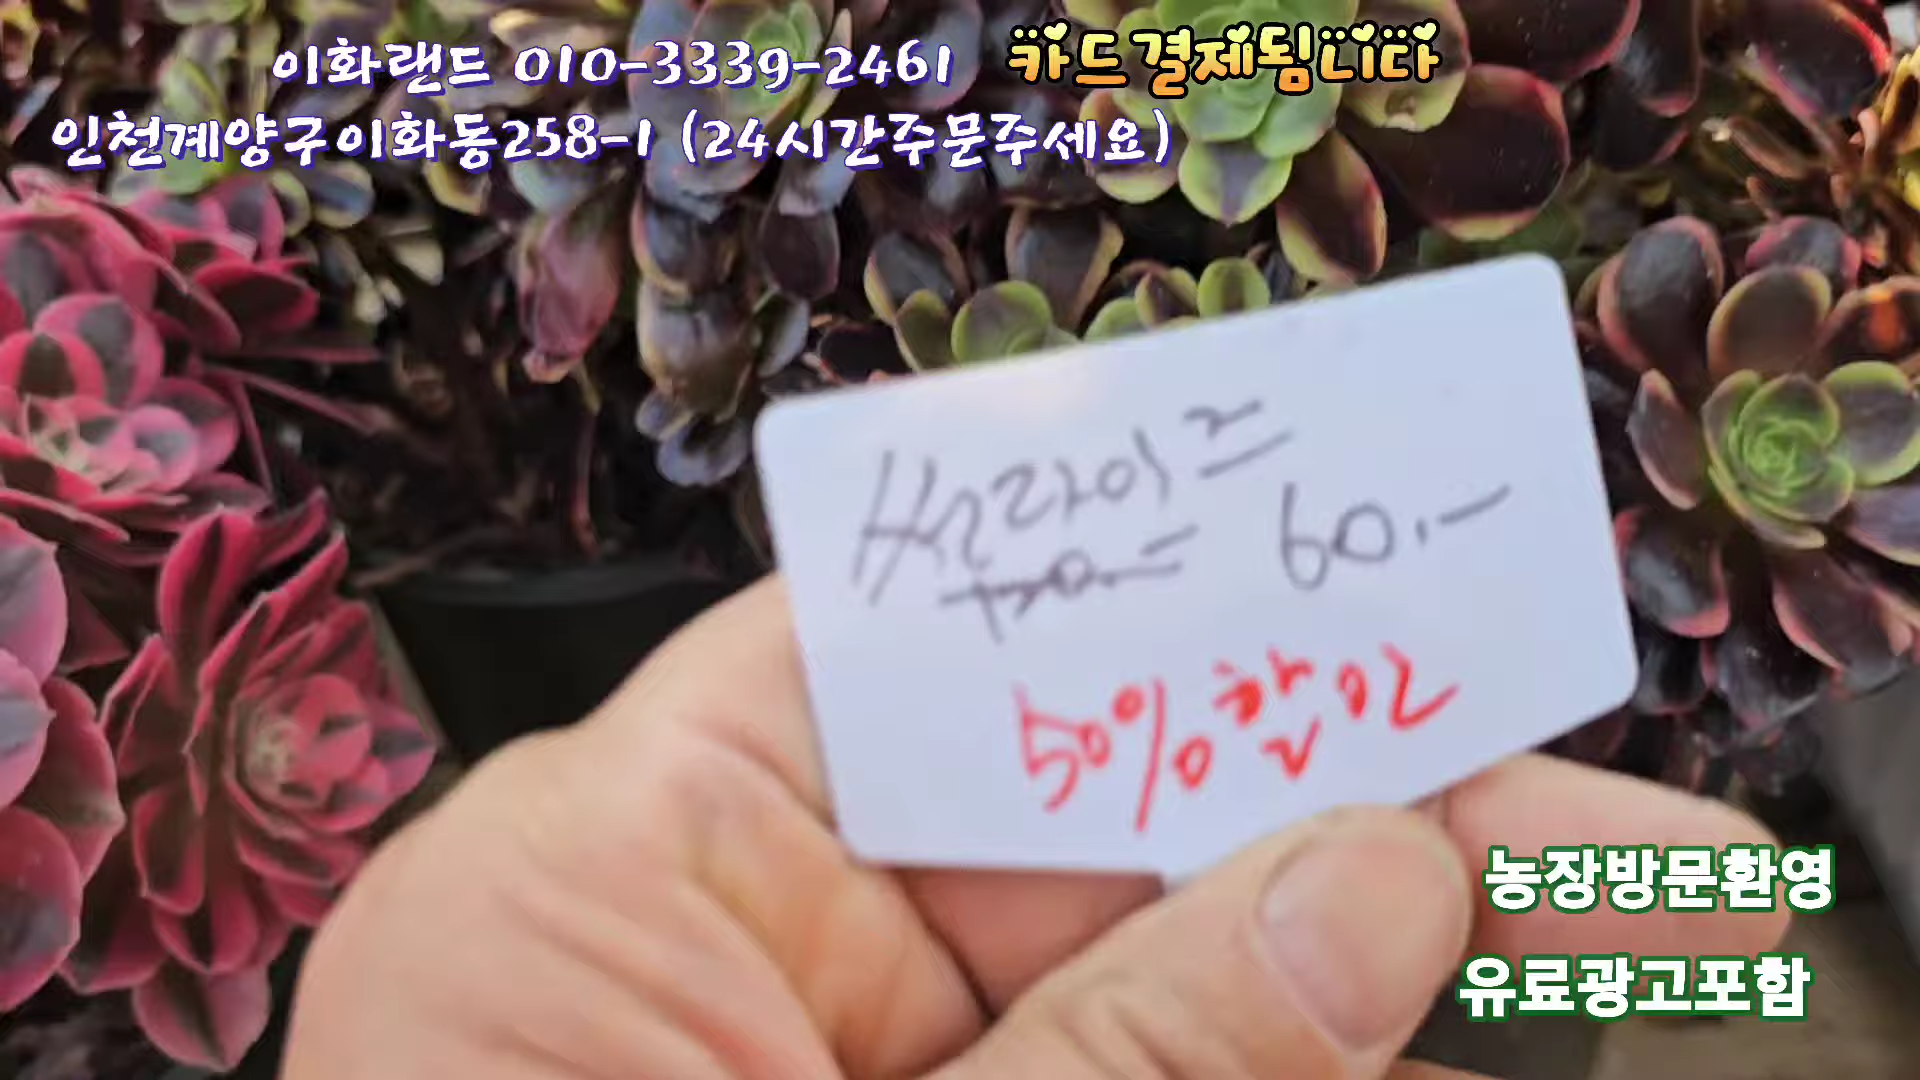 이화랜드 010-3339-2461 카드결제됩니다
인천계양구이화동258-1 (24시간주문주세요)
썬라이즈
60.-
50%할인
농장방문환영
유료광고포함